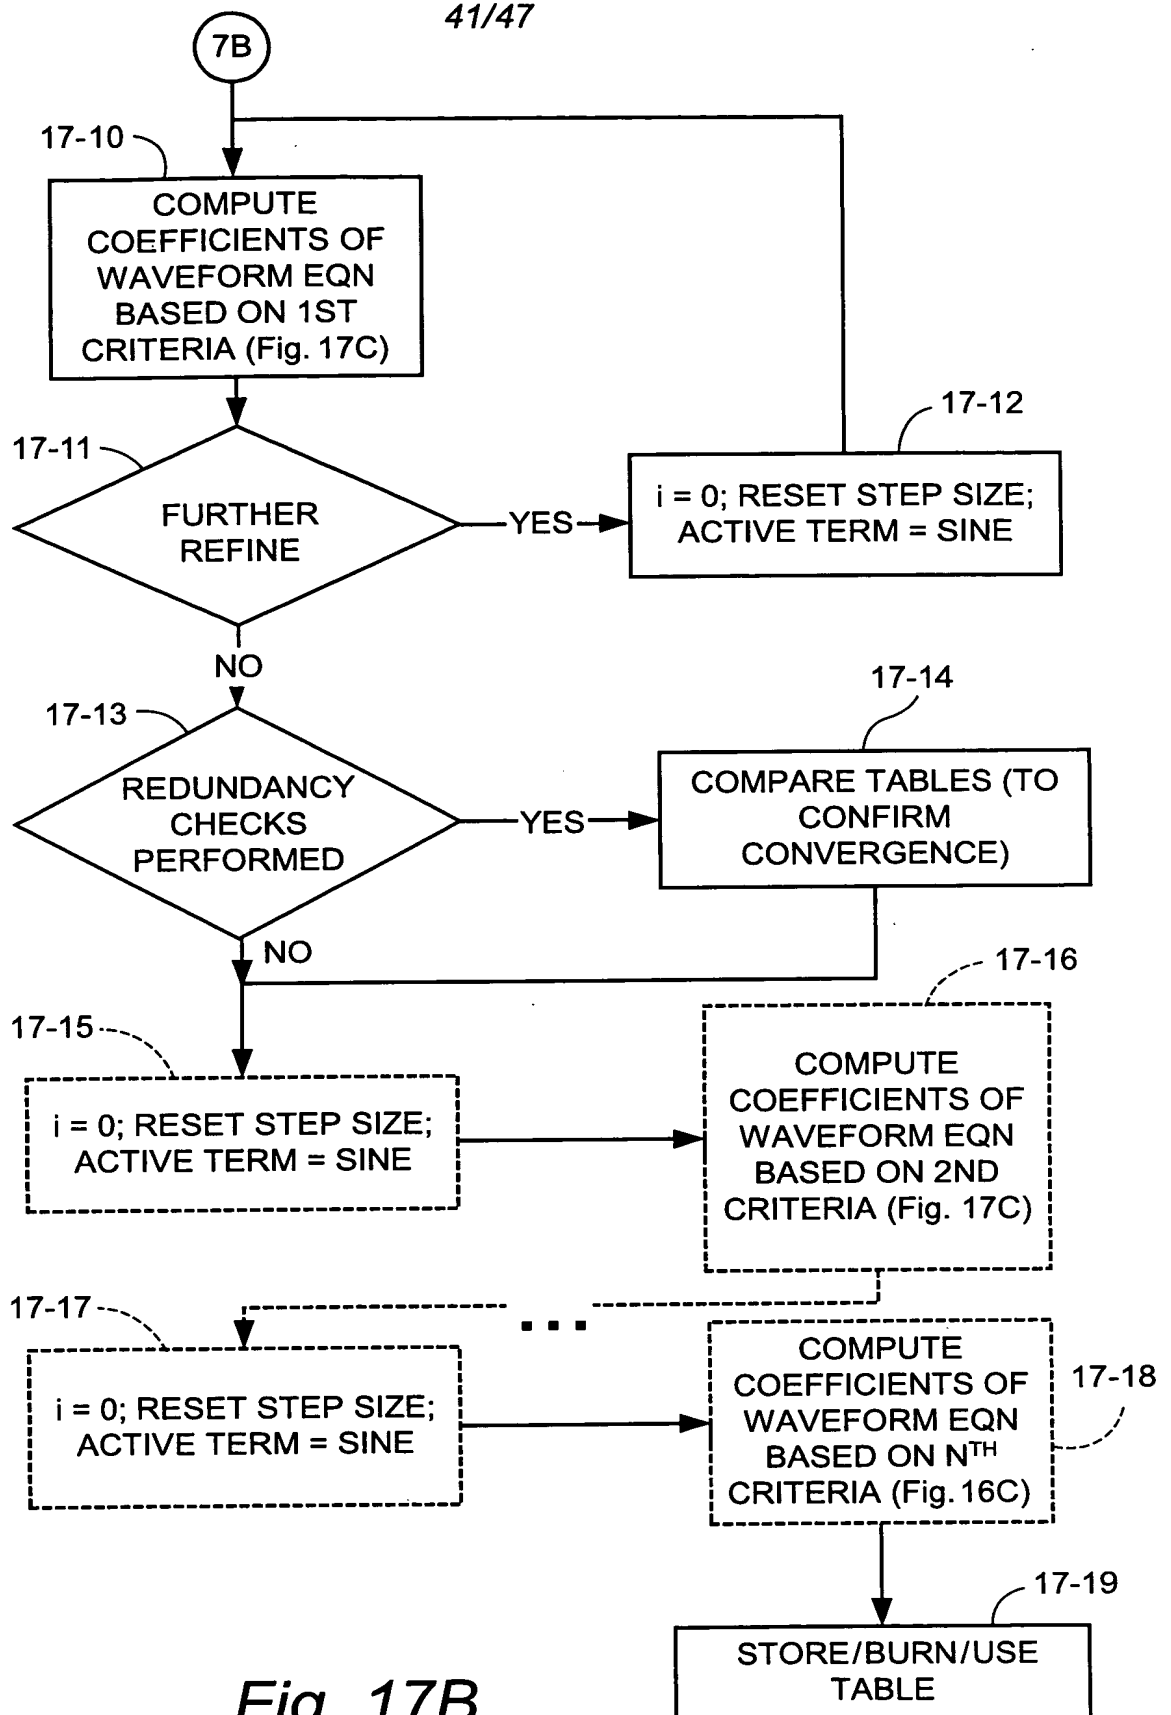 41/47
7B
17-10
COMPUTE
COEFFICIENTS OF
WAVEFORM EQN
BASED ON 1ST
CRITERIA (Fig. 17C)
17-11
FURTHER
REFINE
YES
17-12
i = 0; RESET STEP SIZE;
ACTIVE TERM = SINE
NO
17-13
REDUNDANCY
CHECKS
PERFORMED
YES
17-14
COMPARE TABLES (TO
CONFIRM
CONVERGENCE)
NO
17-15
i = 0; RESET STEP SIZE;
ACTIVE TERM = SINE
17-16
COMPUTE
COEFFICIENTS OF
WAVEFORM EQN
BASED ON 2ND
CRITERIA (Fig. 17C)
...
17-17
i = 0; RESET STEP SIZE;
ACTIVE TERM = SINE
17-18
COMPUTE
COEFFICIENTS OF
WAVEFORM EQN
BASED ON NTH
CRITERIA (Fig. 16C)
17-19
STORE/BURN/USE
TABLE
Fig. 17B